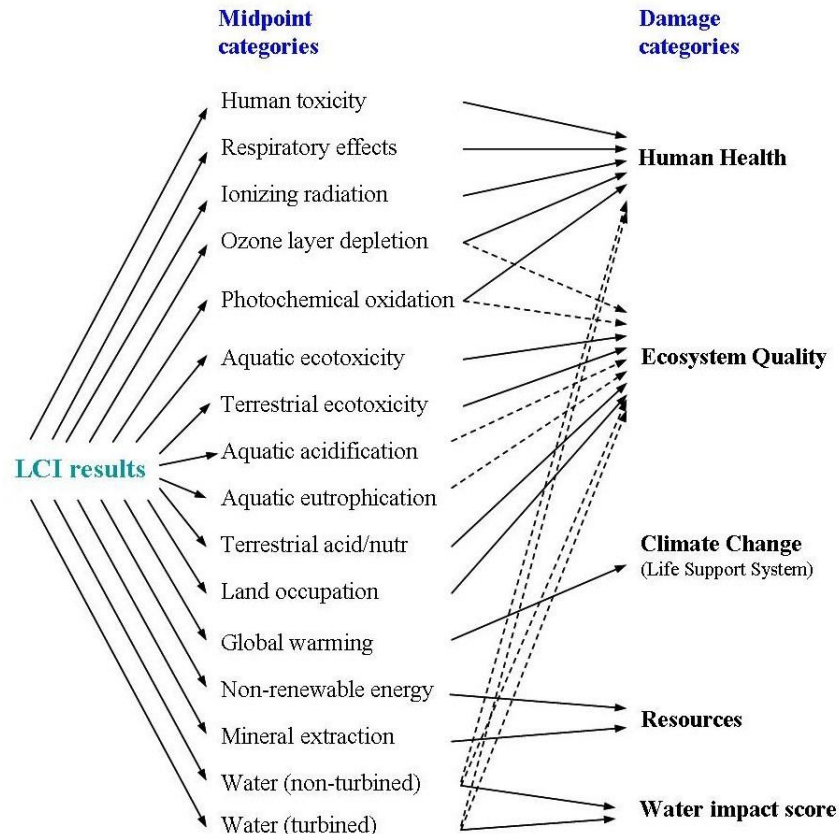 Midpoint
categories
Damage
categories
Human toxicity
Respiratory effects
Human Health
Ionizing radiation
Ozone layer depletion
Photochemical oxidation
Aquatic ecotoxicity
Ecosystem Quality
Terrestrial ecotoxicity
Aquatic acidification
LCI results
Aquatic eutrophication
Terrestrial acid/nutr
Climate Change
(Life Support System)
Land occupation
Global warming
Non-renewable energy
Resources
Mineral extraction
Water (non-turbined)
Water impact score
Water (turbined)